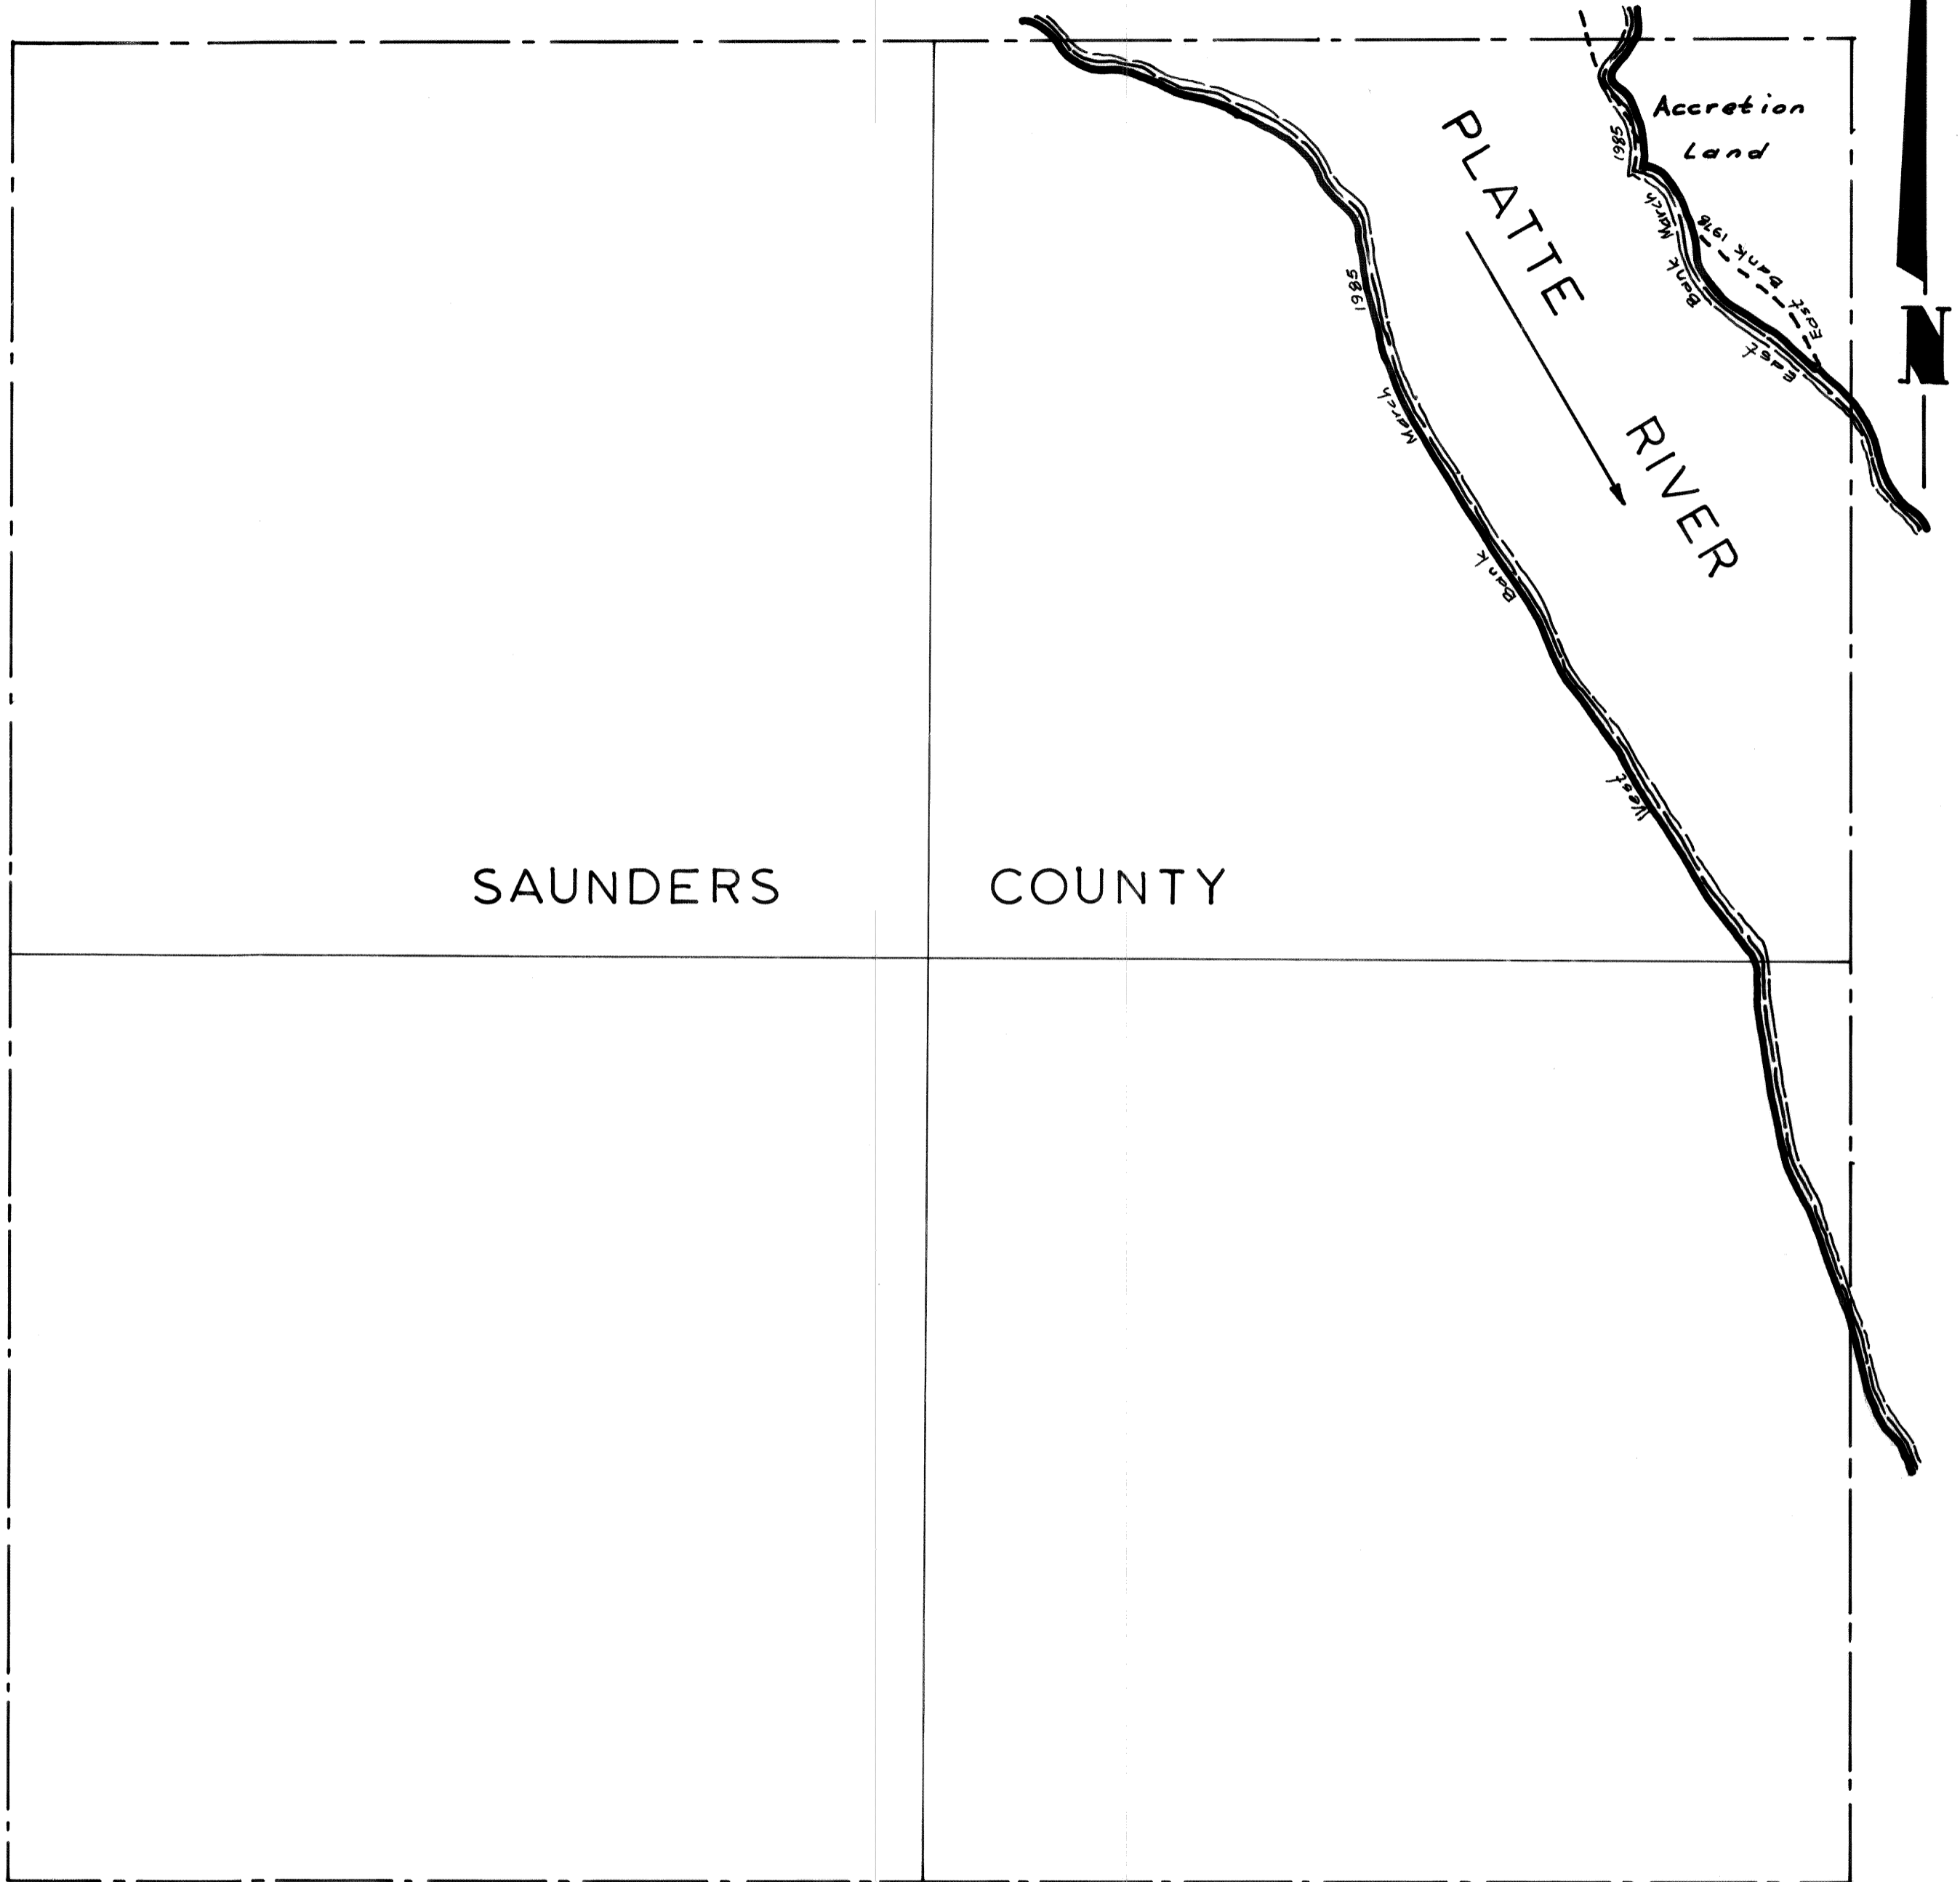 Accretion
Land
PLATTE RIVER
East Bank March 1985
East Bank 1978
N
West Bank March 1985
SAUNDERS COUNTY